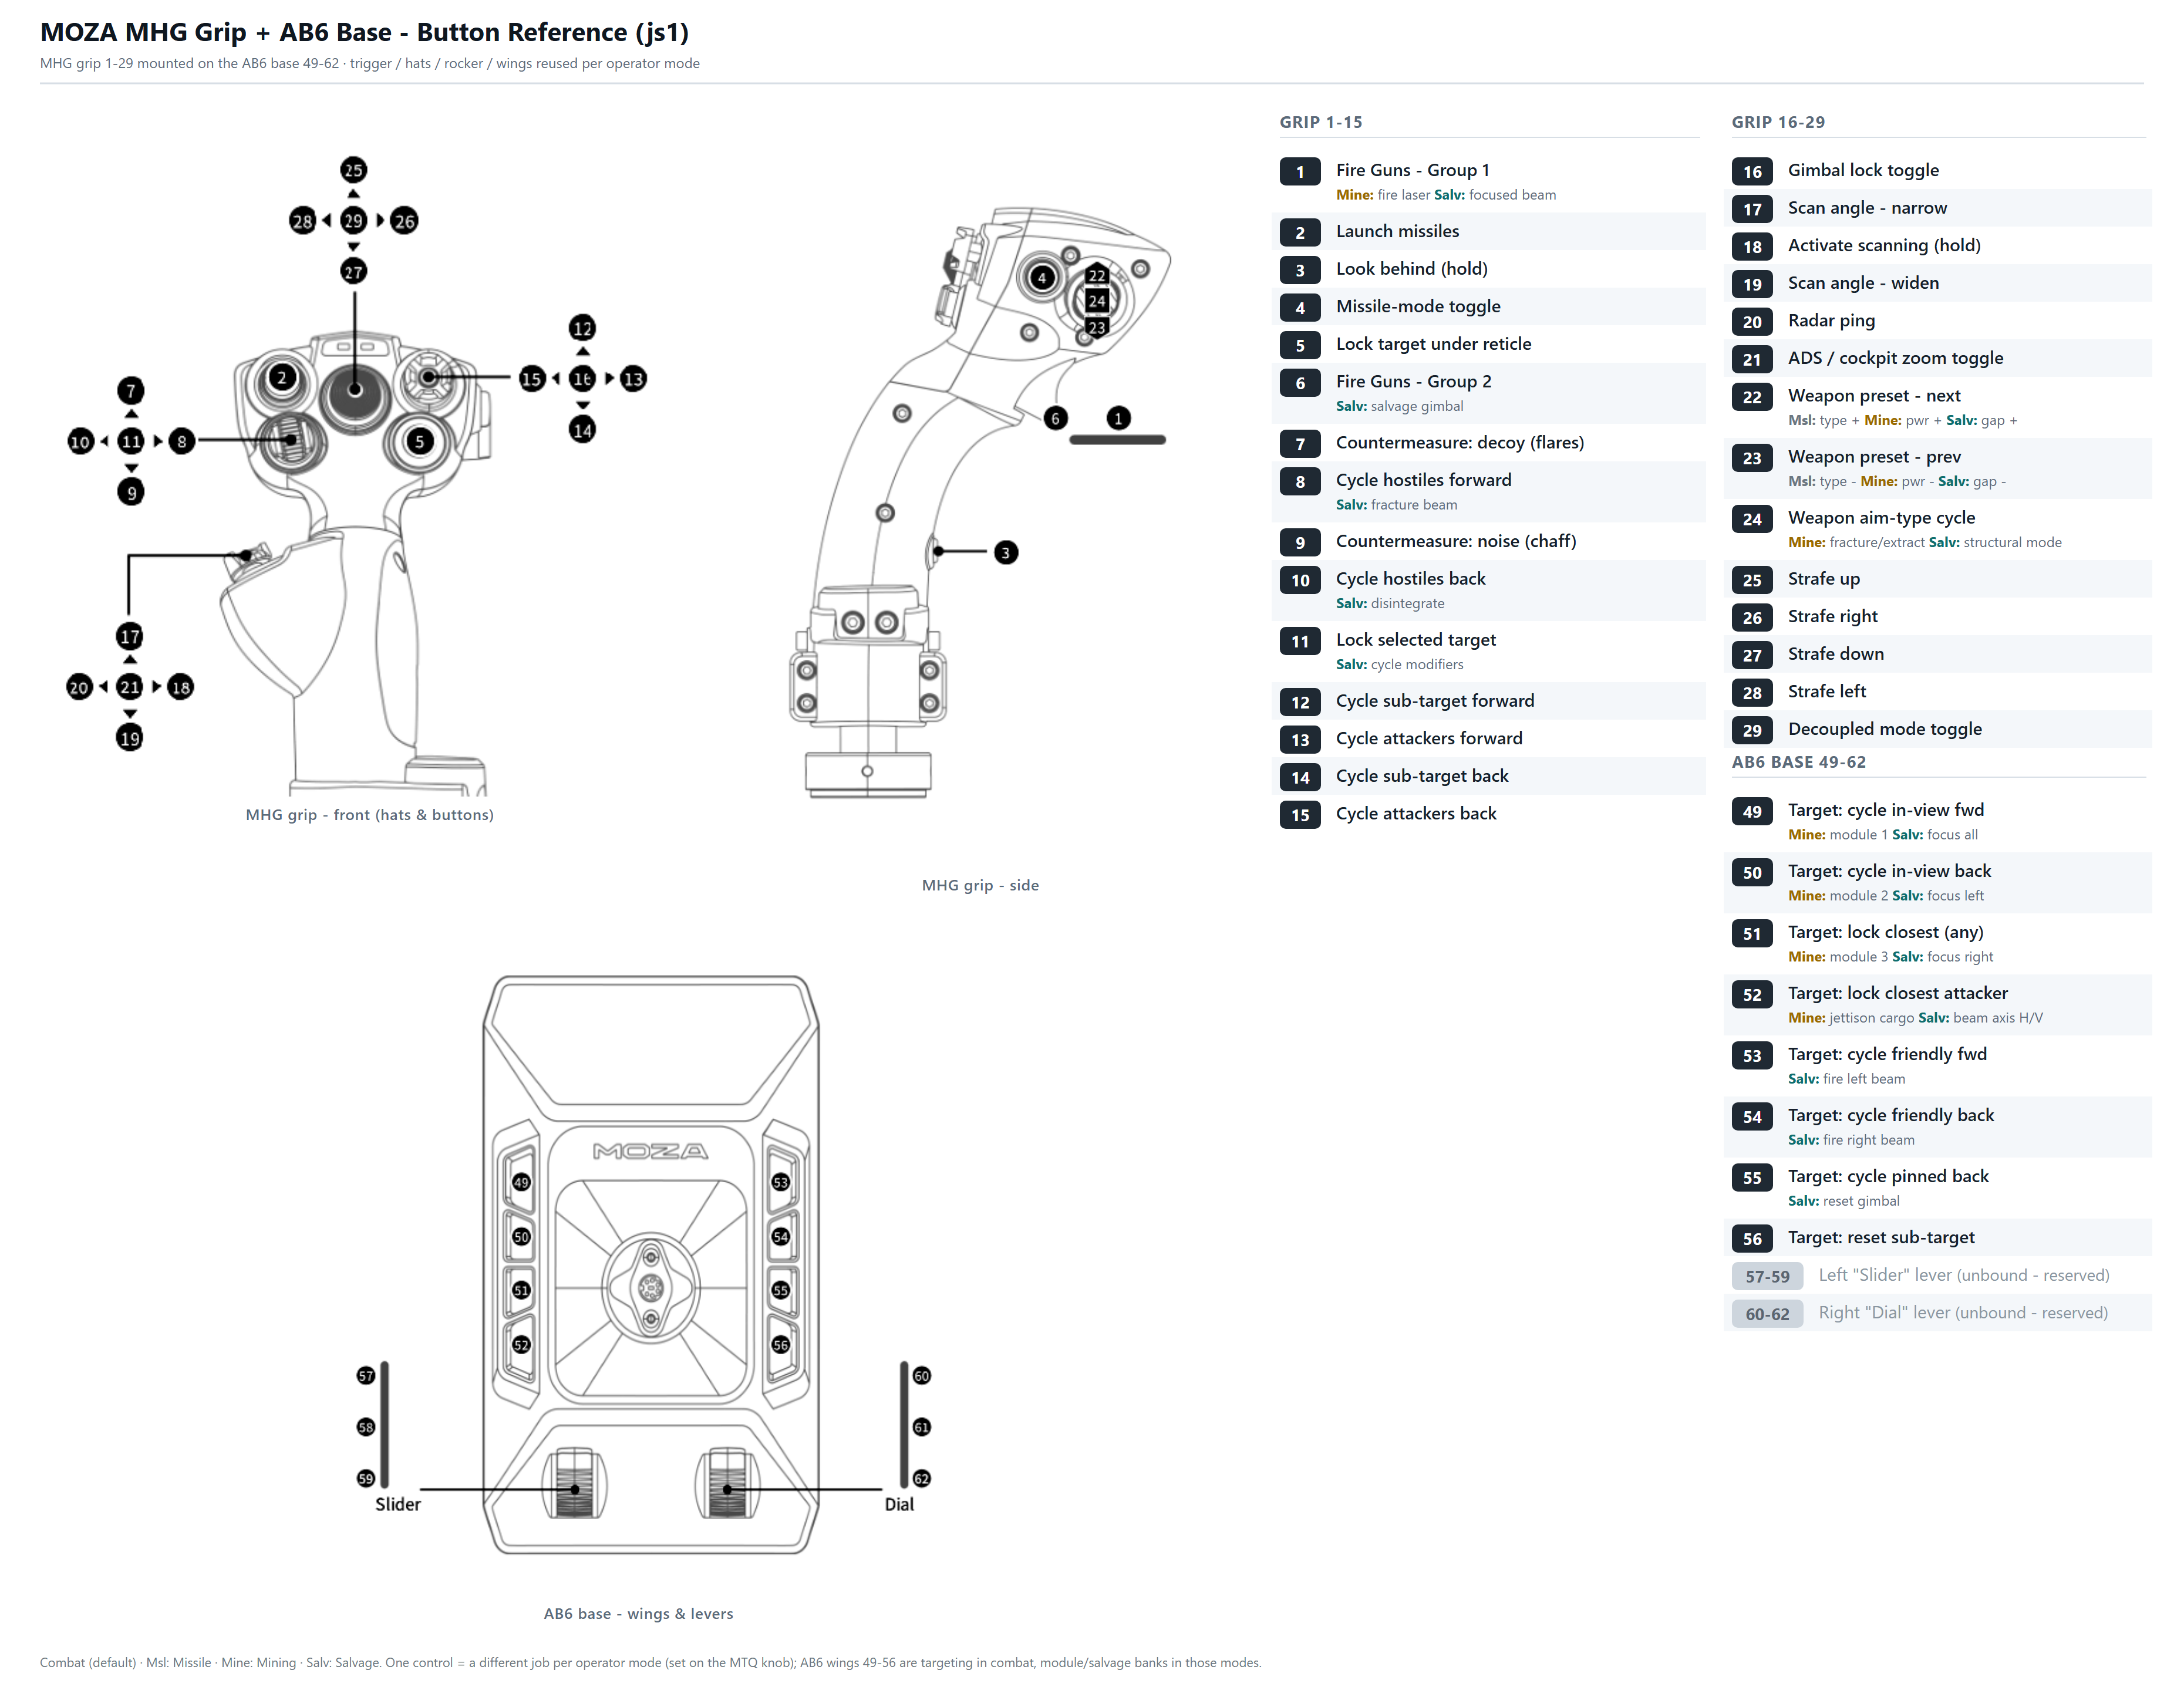 MOZA MHG Grip + AB6 Base - Button Reference (js1)
MHG grip 1-29 mounted on the AB6 base 49-62 · trigger / hats / rocker / wings reused per operator mode
25
28 29 26
27
12
15 16 13
14
2
7
10 11 8
9
5
17
20 21 18
19
MHG grip - front (hats & buttons)
4
22
24
23
6 1
3
MHG grip - side
MOZA
49 53
50 54
51 55
52 56
57 60
58 61
59 62
Slider Dial
AB6 base - wings & levers
GRIP 1-15
1 Fire Guns - Group 1
Mine: fire laser Salv: focused beam
2 Launch missiles
3 Look behind (hold)
4 Missile-mode toggle
5 Lock target under reticle
6 Fire Guns - Group 2
Salv: salvage gimbal
7 Countermeasure: decoy (flares)
8 Cycle hostiles forward
Salv: fracture beam
9 Countermeasure: noise (chaff)
10 Cycle hostiles back
Salv: disintegrate
11 Lock selected target
Salv: cycle modifiers
12 Cycle sub-target forward
13 Cycle attackers forward
14 Cycle sub-target back
15 Cycle attackers back
GRIP 16-29
16 Gimbal lock toggle
17 Scan angle - narrow
18 Activate scanning (hold)
19 Scan angle - widen
20 Radar ping
21 ADS / cockpit zoom toggle
22 Weapon preset - next
Msl: type + Mine: pwr + Salv: gap +
23 Weapon preset - prev
Msl: type - Mine: pwr - Salv: gap -
24 Weapon aim-type cycle
Mine: fracture/extract Salv: structural mode
25 Strafe up
26 Strafe right
27 Strafe down
28 Strafe left
29 Decoupled mode toggle
AB6 BASE 49-62
49 Target: cycle in-view fwd
Mine: module 1 Salv: focus all
50 Target: cycle in-view back
Mine: module 2 Salv: focus left
51 Target: lock closest (any)
Mine: module 3 Salv: focus right
52 Target: lock closest attacker
Mine: jettison cargo Salv: beam axis H/V
53 Target: cycle friendly fwd
Salv: fire left beam
54 Target: cycle friendly back
Salv: fire right beam
55 Target: cycle pinned back
Salv: reset gimbal
56 Target: reset sub-target
57-59 Left "Slider" lever (unbound - reserved)
60-62 Right "Dial" lever (unbound - reserved)
Combat (default) · Msl: Missile · Mine: Mining · Salv: Salvage. One control = a different job per operator mode (set on the MTQ knob); AB6 wings 49-56 are targeting in combat, module/salvage banks in those modes.